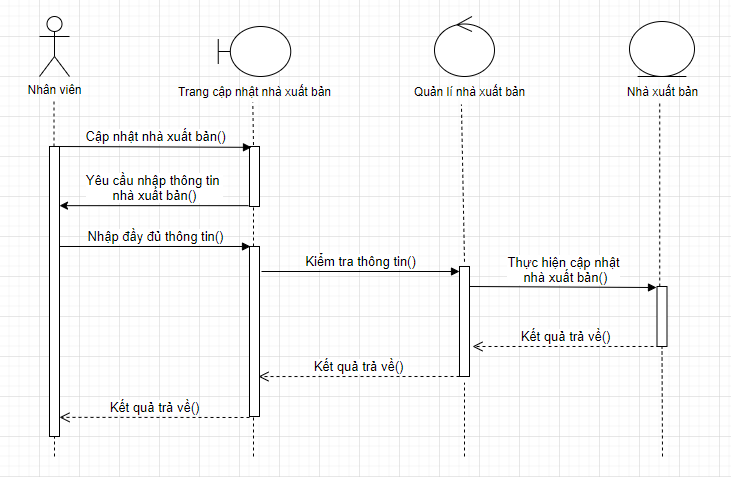 Nhân viên
Trang cập nhật nhà xuất bản
Quản lí nhà xuất bản
Nhà xuất bản
Cập nhật nhà xuất bản()
Yêu cầu nhập thông tin
nhà xuất bản()
Nhập đầy đủ thông tin()
Kiểm tra thông tin()
Thực hiện cập nhật
nhà xuất bản()
Kết quả trả về()
Kết quả trả về()
Kết quả trả về()